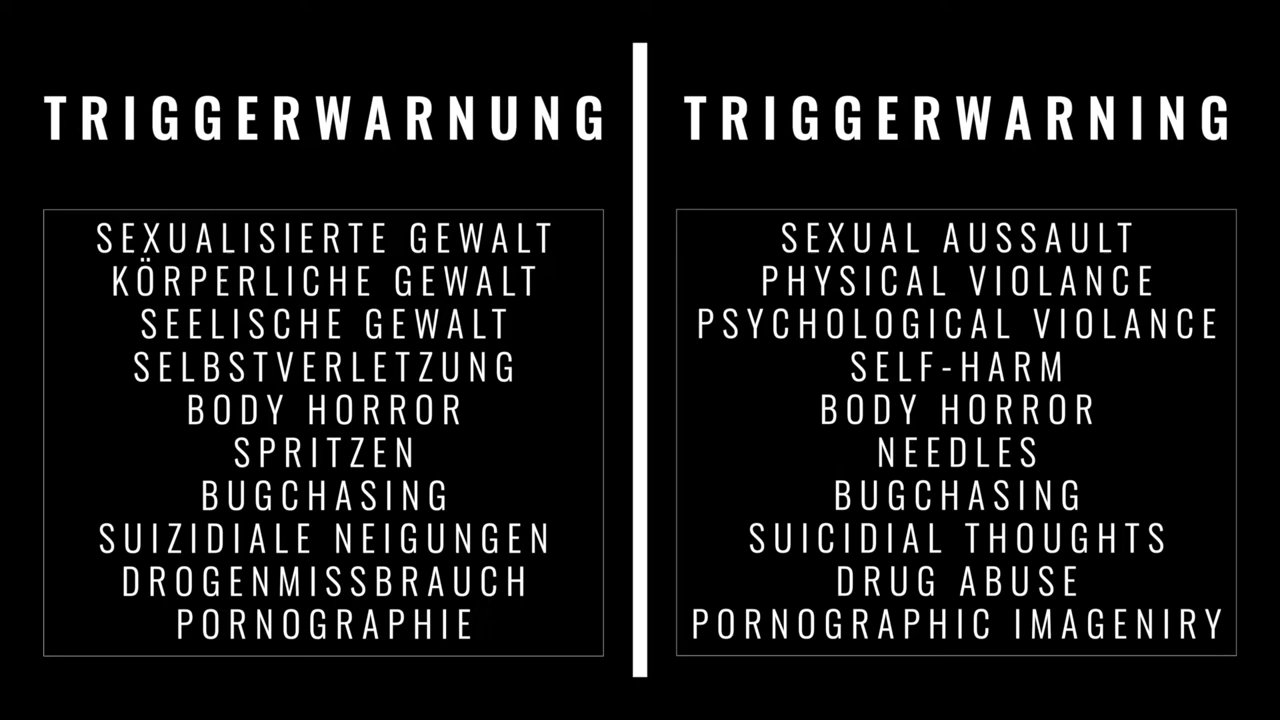 TRIGGERWARNUNG
SEXUALISIERTE GEWALT
KÖRPERLICHE GEWALT
SEELISCHE GEWALT
SELBSTVERLETZUNG
BODY HORROR
SPRITZEN
BUGCHASING
SUIZIDIALE NEIGUNGEN
DROGENMISSBRAUCH
PORNOGRAPHIE
TRIGGERWARNING
SEXUAL AUSSAULT
PHYSICAL VIOLANCE
PSYCHOLOGICAL VIOLANCE
SELF-HARM
BODY HORROR
NEEDLES
BUGCHASING
SUICIDIAL THOUGHTS
DRUG ABUSE
PORNOGRAPHIC IMAGENIRY